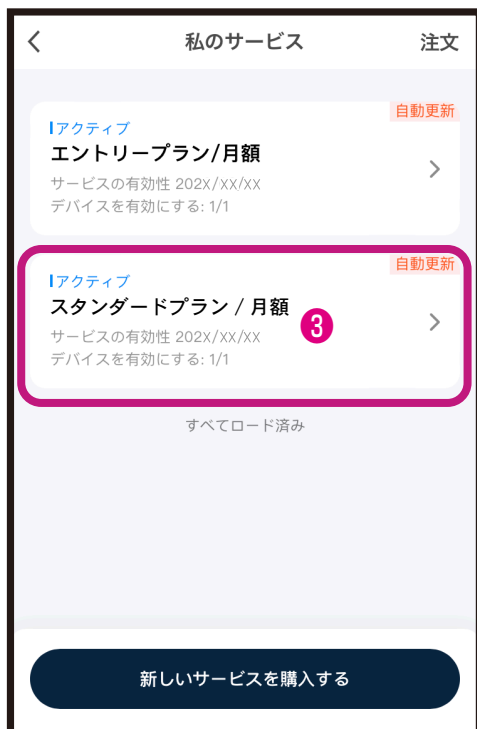 私のサービス
注文
自動更新
アクティブ
エントリープラン/月額
サービスの有効性 202X/XX/XX
デバイスを有効にする: 1/1
自動更新
アクティブ
スタンダードプラン / 月額
❸
サービスの有効性 202X/XX/XX
デバイスを有効にする: 1/1
すべてロード済み
新しいサービスを購入する